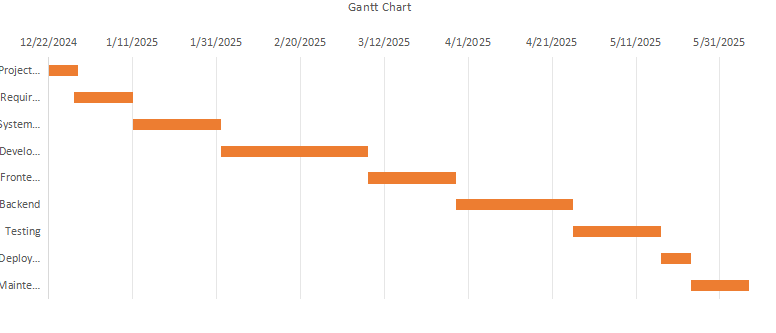 Gantt Chart
12/22/2024 1/11/2025 1/31/2025 2/20/2025 3/12/2025 4/1/2025 4/21/2025 5/11/2025 5/31/2025
Project...
Requir...
System...
Develo...
Fronte...
Backend
Testing
Deploy...
Mainte...